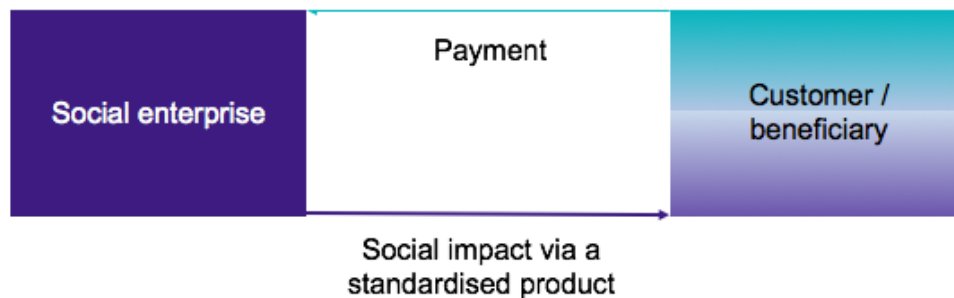 Payment
Social enterprise
Customer /
beneficiary
Social impact via a
standardised product